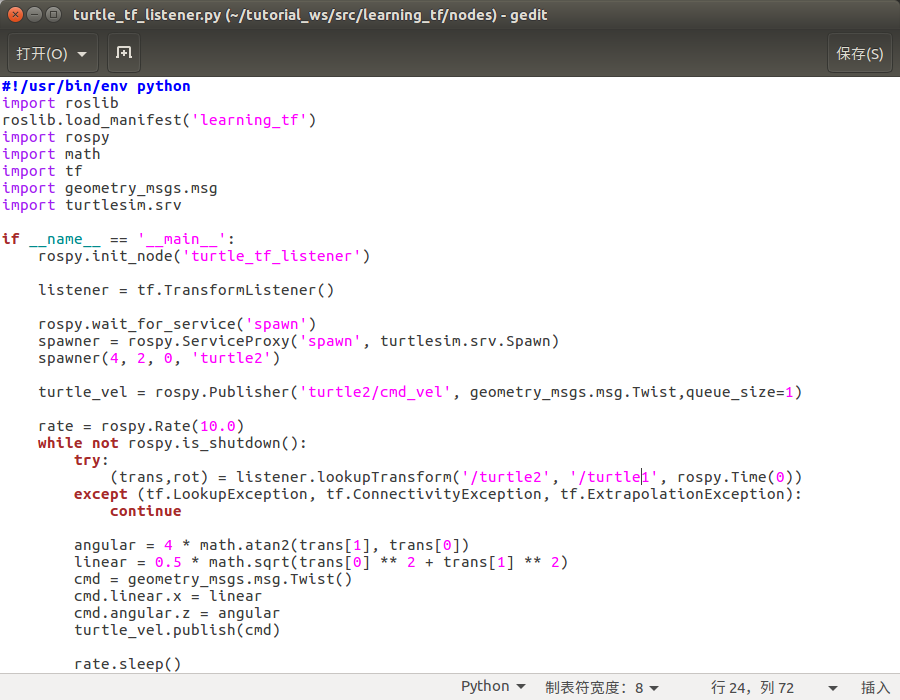 turtle_tf_listener.py (~/tutorial_ws/src/learning_tf/nodes) - gedit
打开(O)
保存(S)
#!/usr/bin/env python
import roslib
roslib.load_manifest('learning_tf')
import rospy
import math
import tf
import geometry_msgs.msg
import turtlesim.srv
if __name__ == '__main__':
    rospy.init_node('turtle_tf_listener')
    listener = tf.TransformListener()
    rospy.wait_for_service('spawn')
    spawner = rospy.ServiceProxy('spawn', turtlesim.srv.Spawn)
    spawner(4, 2, 0, 'turtle2')
    turtle_vel = rospy.Publisher('turtle2/cmd_vel', geometry_msgs.msg.Twist,queue_size=1)
    rate = rospy.Rate(10.0)
    while not rospy.is_shutdown():
        try:
            (trans,rot) = listener.lookupTransform('/turtle2', '/turtle1', rospy.Time(0))
        except (tf.LookupException, tf.ConnectivityException, tf.ExtrapolationException):
            continue
        angular = 4 * math.atan2(trans[1], trans[0])
        linear = 0.5 * math.sqrt(trans[0] ** 2 + trans[1] ** 2)
        cmd = geometry_msgs.msg.Twist()
        cmd.linear.x = linear
        cmd.angular.z = angular
        turtle_vel.publish(cmd)
        rate.sleep()
Python 制表符宽度: 8 行 24, 列 72 插入